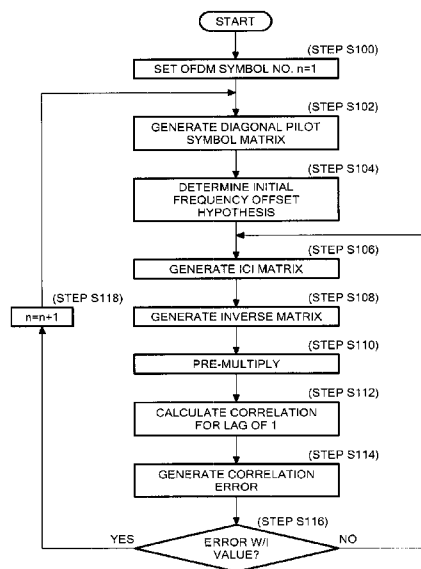 START
(STEP S100)
SET OFDM SYMBOL NO. n=1
(STEP S102)
GENERATE DIAGONAL PILOT
SYMBOL MATRIX
(STEP S104)
DETERMINE INITIAL
FREQUENCY OFFSET
HYPOTHESIS
(STEP S106)
GENERATE ICI MATRIX
(STEP S118)
n=n+1
(STEP S108)
GENERATE INVERSE MATRIX
(STEP S110)
PRE-MULTIPLY
(STEP S112)
CALCULATE CORRELATION
FOR LAG OF 1
(STEP S114)
GENERATE CORRELATION
ERROR
(STEP S116)
YES
ERROR W/I
VALUE?
NO